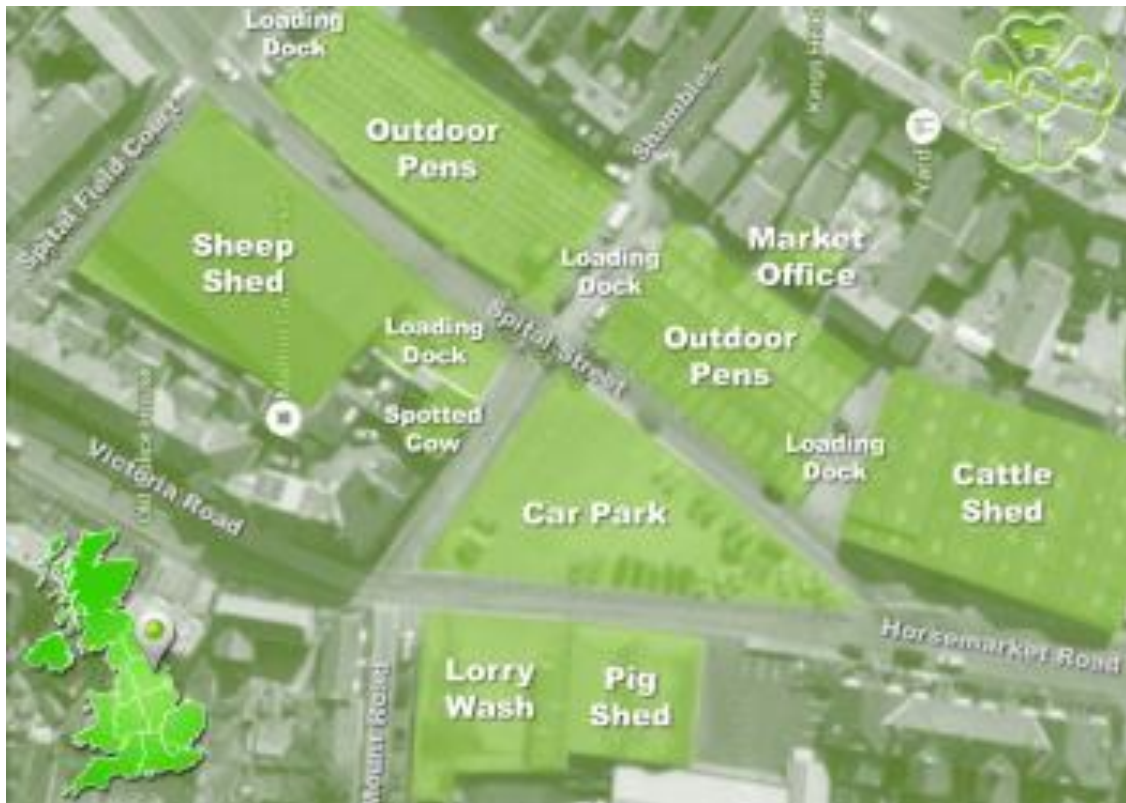 Loading
Dock
Outdoor
Pens
Shambles
Spital Field Court
Sheep
Shed
Yard
Market
Office
Loading
Dock
Spital Street
Loading
Dock
Outdoor
Pens
Spotted
Cow
Victoria Road
Loading
Dock
Cattle
Shed
Car Park
Horsemarket Road
Lorry
Wash
Pig
Shed